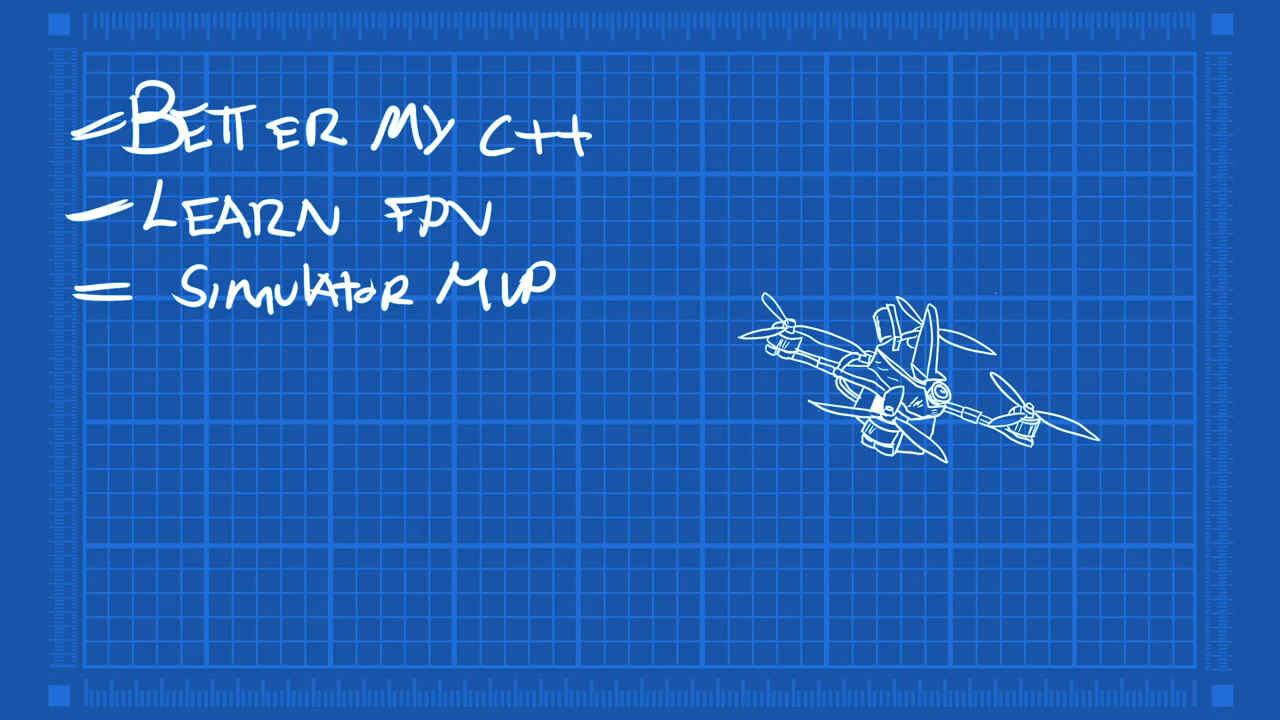 - BETTER MY C++
- LEARN FPV
= SimulAtoR MVP